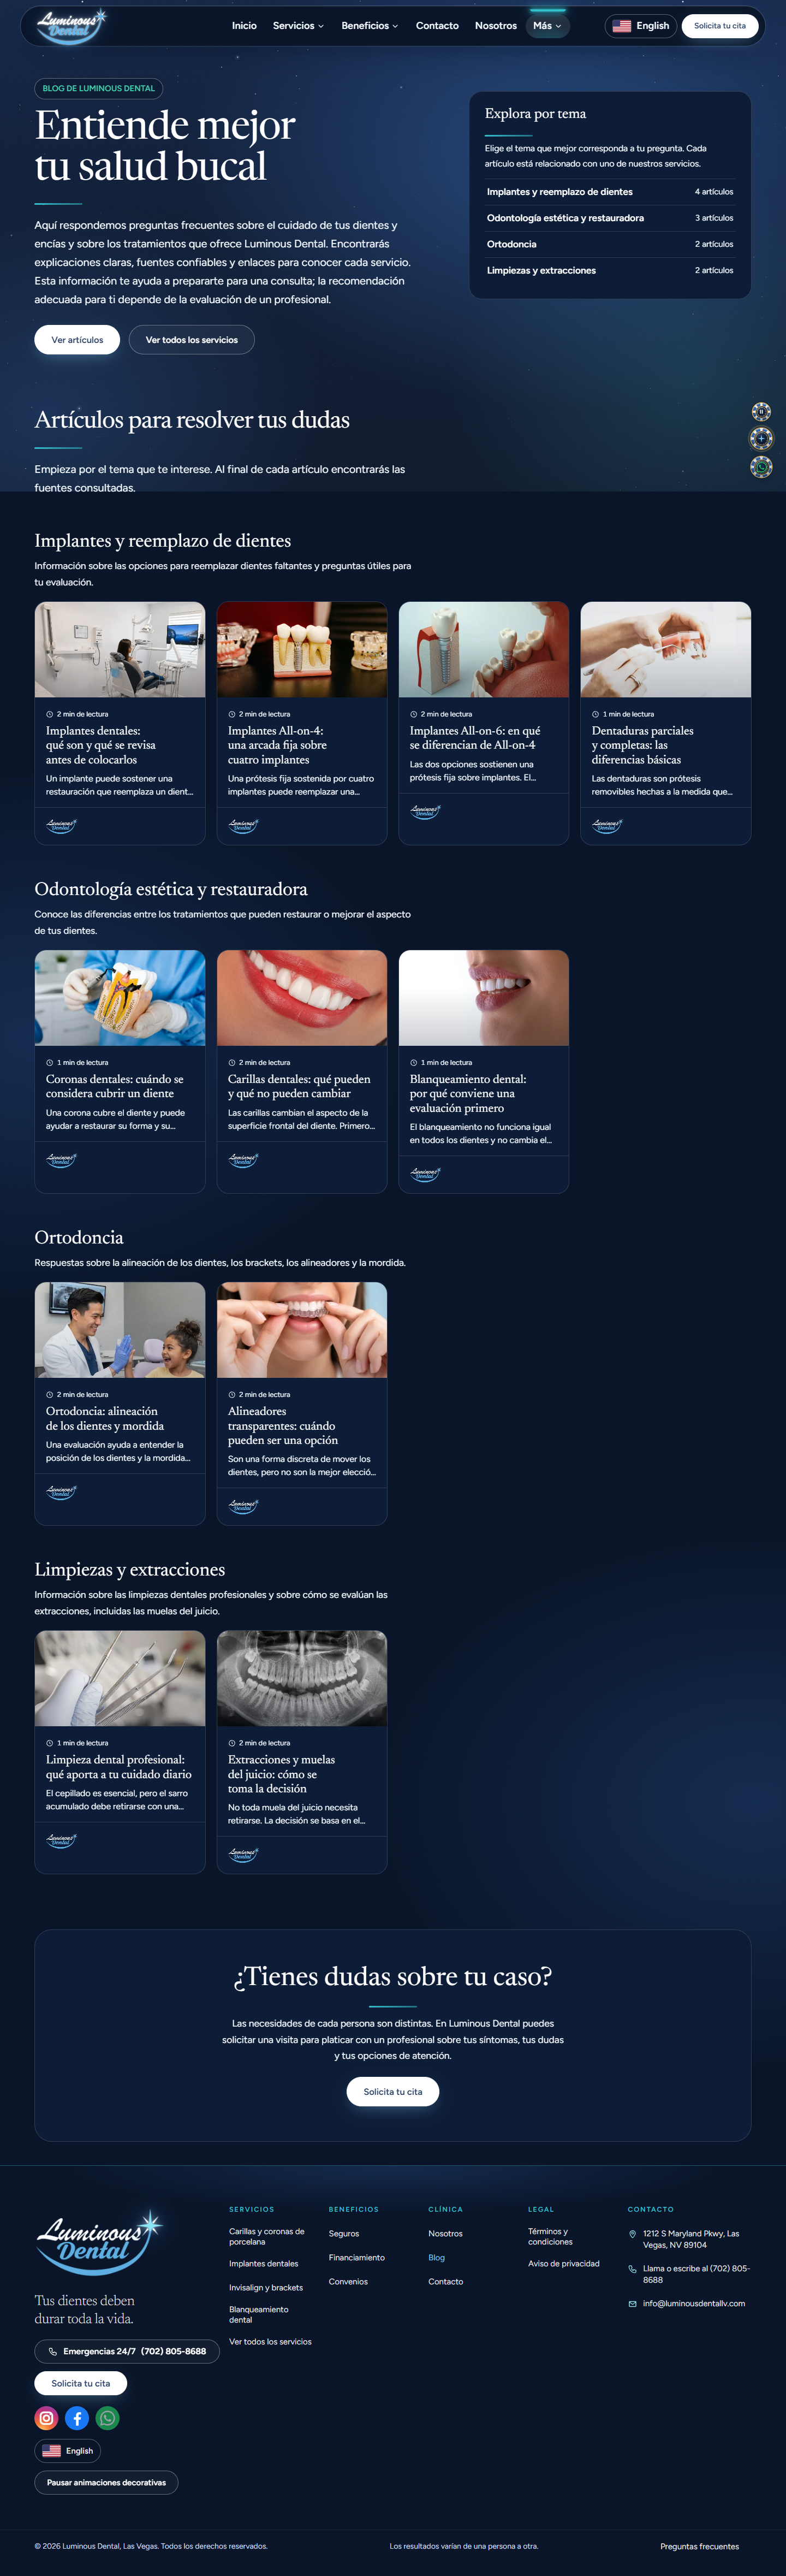 Luminous Dental
Inicio
Servicios
Beneficios
Contacto
Nosotros
Más
English
Solicita tu cita
BLOG DE LUMINOUS DENTAL
Entiende mejor
tu salud bucal
Aquí respondemos preguntas frecuentes sobre el cuidado de tus dientes y
encías y sobre los tratamientos que ofrece Luminous Dental. Encontrarás
explicaciones claras, fuentes confiables y enlaces para conocer cada servicio.
Esta información te ayuda a prepararte para una consulta; la recomendación
adecuada para ti depende de la evaluación de un profesional.
Ver artículos
Ver todos los servicios
Explora por tema
Elige el tema que mejor corresponda a tu pregunta. Cada
artículo está relacionado con uno de nuestros servicios.
Implantes y reemplazo de dientes 4 artículos
Odontología estética y restauradora 3 artículos
Ortodoncia 2 artículos
Limpiezas y extracciones 2 artículos
Artículos para resolver tus dudas
Empieza por el tema que te interese. Al final de cada artículo encontrarás las
fuentes consultadas.
Implantes y reemplazo de dientes
Información sobre las opciones para reemplazar dientes faltantes y preguntas útiles para
tu evaluación.
2 min de lectura
Implantes dentales:
qué son y qué se revisa
antes de colocarlos
Un implante puede sostener una
restauración que reemplaza un dient...
Luminous Dental
2 min de lectura
Implantes All-on-4:
una arcada fija sobre
cuatro implantes
Una prótesis fija sostenida por cuatro
implantes puede reemplazar una...
Luminous Dental
2 min de lectura
Implantes All-on-6: en qué
se diferencian de All-on-4
Las dos opciones sostienen una
prótesis fija sobre implantes. El...
Luminous Dental
1 min de lectura
Dentaduras parciales
y completas: las
diferencias básicas
Las dentaduras son prótesis
removibles hechas a la medida que...
Luminous Dental
Odontología estética y restauradora
Conoce las diferencias entre los tratamientos que pueden restaurar o mejorar el aspecto
de tus dientes.
1 min de lectura
Coronas dentales: cuándo se
considera cubrir un diente
Una corona cubre el diente y puede
ayudar a restaurar su forma y su...
Luminous Dental
2 min de lectura
Carillas dentales: qué pueden
y qué no pueden cambiar
Las carillas cambian el aspecto de la
superficie frontal del diente. Primero...
Luminous Dental
1 min de lectura
Blanqueamiento dental:
por qué conviene una
evaluación primero
El blanqueamiento no funciona igual
en todos los dientes y no cambia el...
Luminous Dental
Ortodoncia
Respuestas sobre la alineación de los dientes, los brackets, los alineadores y la mordida.
2 min de lectura
Ortodoncia: alineación
de los dientes y mordida
Una evaluación ayuda a entender la
posición de los dientes y la mordida...
Luminous Dental
2 min de lectura
Alineadores
transparentes: cuándo
pueden ser una opción
Son una forma discreta de mover los
dientes, pero no son la mejor elecció...
Luminous Dental
Limpiezas y extracciones
Información sobre las limpiezas dentales profesionales y sobre cómo se evalúan las
extracciones, incluidas las muelas del juicio.
1 min de lectura
Limpieza dental profesional:
qué aporta a tu cuidado diario
El cepillado es esencial, pero el sarro
acumulado debe retirarse con una...
Luminous Dental
2 min de lectura
Extracciones y muelas
del juicio: cómo se
toma la decisión
No toda muela del juicio necesita
retirarse. La decisión se basa en el...
Luminous Dental
¿Tienes dudas sobre tu caso?
Las necesidades de cada persona son distintas. En Luminous Dental puedes
solicitar una visita para platicar con un profesional sobre tus síntomas, tus dudas
y tus opciones de atención.
Solicita tu cita
Luminous Dental
Tus dientes deben
durar toda la vida.
Emergencias 24/7 (702) 805-8688
Solicita tu cita
English
Pausar animaciones decorativas
SERVICIOS
Carillas y coronas de
porcelana
Implantes dentales
Invisalign y brackets
Blanqueamiento
dental
Ver todos los servicios
BENEFICIOS
Seguros
Financiamiento
Convenios
CLÍNICA
Nosotros
Blog
Contacto
LEGAL
Términos y
condiciones
Aviso de privacidad
CONTACTO
1212 S Maryland Pkwy, Las
Vegas, NV 89104
Llama o escribe al (702) 805-
8688
info@luminousdentallv.com
© 2026 Luminous Dental, Las Vegas. Todos los derechos reservados.
Los resultados varían de una persona a otra.
Preguntas frecuentes